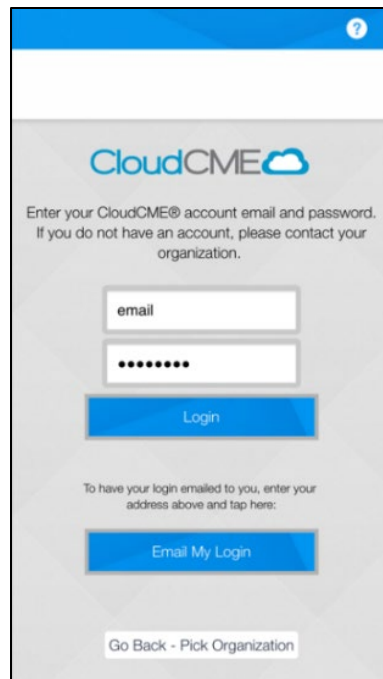 ?
CloudCME
Enter your CloudCME® account email and password.
If you do not have an account, please contact your
organization.
email
••••••••
Login
To have your login emailed to you, enter your
address above and tap here:
Email My Login
Go Back - Pick Organization